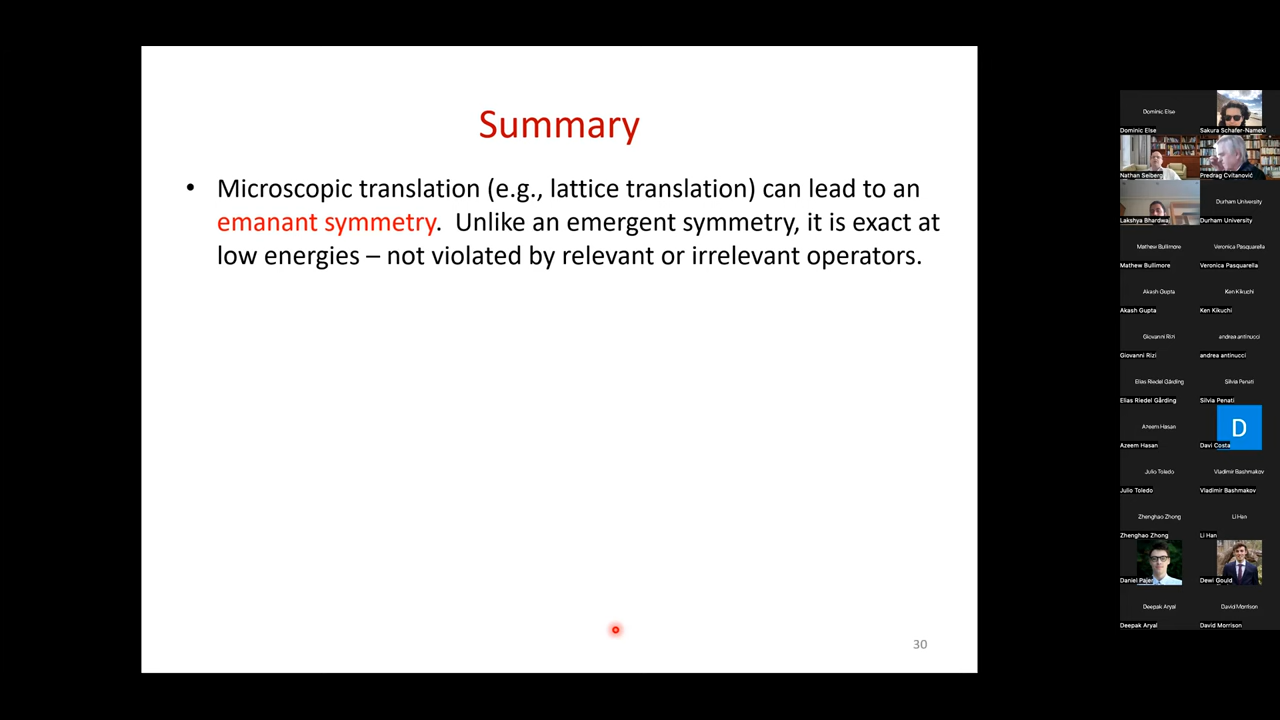 Summary
• Microscopic translation (e.g., lattice translation) can lead to an
emanant symmetry. Unlike an emergent symmetry, it is exact at
low energies – not violated by relevant or irrelevant operators.
30
Dominic Else
Dominic Else
Sakura Schafer-Nameki
Nathan Seiberg
Predrag Cvitanović
Lakshya Bhardwaj
Durham University
Durham University
Mathew Bullimore
Mathew Bullimore
Veronica Pasquarella
Veronica Pasquarella
Akash Gupta
Akash Gupta
Ken Kikuchi
Ken Kikuchi
Giovanni Rizi
Giovanni Rizi
andrea antinucci
andrea antinucci
Elias Riedel Gårding
Elias Riedel Gårding
Silvia Penati
Silvia Penati
Azeem Hasan
Azeem Hasan
D
Davi Costa
Julio Toledo
Julio Toledo
Vladimir Bashmakov
Vladimir Bashmakov
Zhenghao Zhong
Zhenghao Zhong
Li Han
Li Han
Daniel Pajer
Dewi Gould
Deepak Aryal
Deepak Aryal
David Morrison
David Morrison